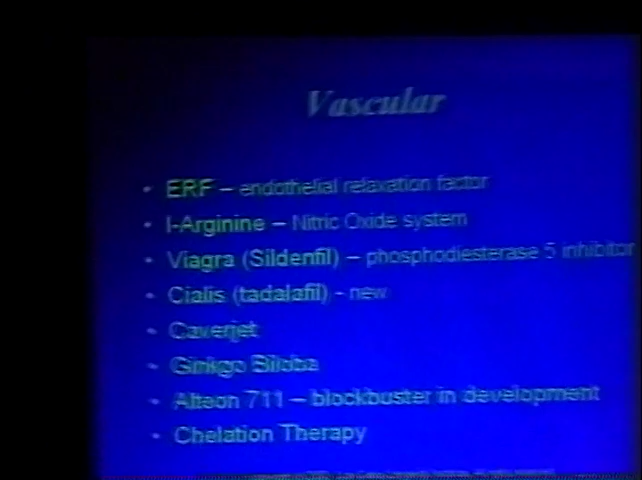 Vascular
• ERF – endothelial relaxation factor
• l-Arginine – Nitric Oxide system
• Viagra (Sildenfil) – phosphodiesterase 5 inhibitor
• Cialis (tadalafil) - new
• Caverjet
• Ginkgo Biloba
• Alteon 711 – blockbuster in development
• Chelation Therapy